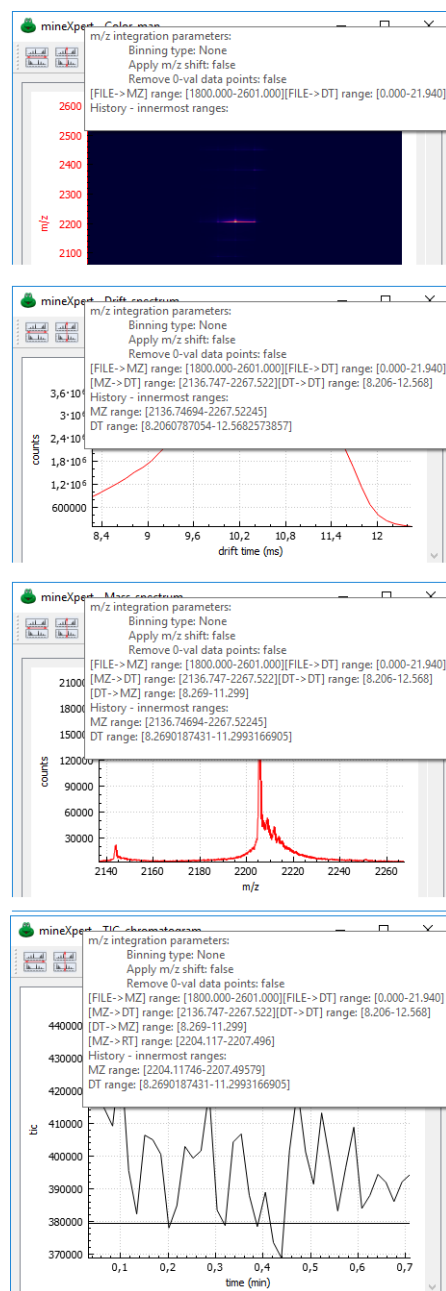 mineXpert - Color-map
m/z integration parameters:
Binning type: None
Apply m/z shift: false
Remove 0-val data points: false
[FILE->MZ] range: [1800.000-2601.000][FILE->DT] range: [0.000-21.940]
History - innermost ranges:
2600
2500
2400
2300
2200
2100
m/z
mineXpert - Drift spectrum
m/z integration parameters:
Binning type: None
Apply m/z shift: false
Remove 0-val data points: false
[FILE->MZ] range: [1800.000-2601.000][FILE->DT] range: [0.000-21.940]
[MZ->DT] range: [2136.747-2267.522][DT->DT] range: [8.206-12.568]
History - innermost ranges:
MZ range: [2136.74694-2267.52245]
DT range: [8.2060787054-12.5682573857]
3,6·10⁶
3·10⁶
2,4·10⁶
1,8·10⁶
1,2·10⁶
600000
counts
8,4 9 9,6 10,2 10,8 11,4 12
drift time (ms)
mineXpert - Mass spectrum
m/z integration parameters:
Binning type: None
Apply m/z shift: false
Remove 0-val data points: false
[FILE->MZ] range: [1800.000-2601.000][FILE->DT] range: [0.000-21.940]
[MZ->DT] range: [2136.747-2267.522][DT->DT] range: [8.206-12.568]
[DT->MZ] range: [8.269-11.299]
History - innermost ranges:
MZ range: [2136.74694-2267.52245]
DT range: [8.2690187431-11.2993166905]
120000
90000
60000
30000
counts
2140 2160 2180 2200 2220 2240 2260
m/z
mineXpert - TIC chromatogram
m/z integration parameters:
Binning type: None
Apply m/z shift: false
Remove 0-val data points: false
[FILE->MZ] range: [1800.000-2601.000][FILE->DT] range: [0.000-21.940]
[MZ->DT] range: [2136.747-2267.522][DT->DT] range: [8.206-12.568]
[DT->MZ] range: [8.269-11.299]
[MZ->RT] range: [2204.117-2207.496]
History - innermost ranges:
MZ range: [2204.11746-2207.49579]
DT range: [8.2690187431-11.2993166905]
440000
430000
420000
410000
400000
390000
380000
370000
tic
0,1 0,2 0,3 0,4 0,5 0,6 0,7
time (min)